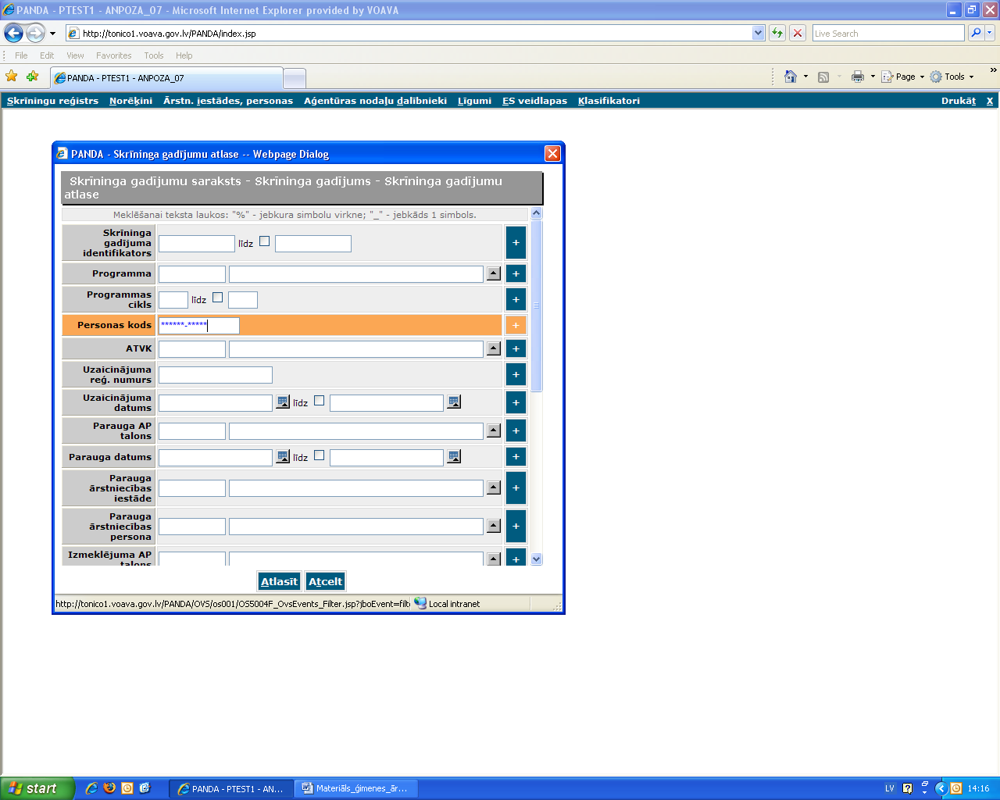 PANDA - PTEST1 - ANPOZA_07 - Microsoft Internet Explorer provided by VOAVA
http://tonico1.voava.gov.lv/PANDA/index.jsp
Live Search
File Edit View Favorites Tools Help
PANDA - PTEST1 - ANPOZA_07
Page Tools
Skrīningu reģistrs Norēķini Ārstn. iestādes, personas Aģentūras nodaļu dalībnieki Līgumi ES veidlapas Klasifikatori Drukāt X
PANDA - Skrīninga gadījumu atlase -- Webpage Dialog
Skrīninga gadījumu saraksts - Skrīninga gadījums - Skrīninga gadījumu
atlase
Meklēšanai teksta laukos: "%" - jebkura simbolu virkne; "_" - jebkāds 1 simbols.
Skrīninga
gadījuma
identifikators
līdz
+
Programma
+
Programmas
cikls
līdz
+
Personas kods
******-*****
+
ATVK
+
Uzaicinājuma
reģ. numurs
+
Uzaicinājuma
datums
līdz
+
Parauga AP
talons
+
Parauga datums
līdz
+
Parauga
ārstniecības
iestāde
+
Parauga
ārstniecības
persona
+
Izmeklējuma AP
talons
+
Atlasīt Atcelt
http://tonico1.voava.gov.lv/PANDA/OVS/os001/OS5004F_OvsEvents_Filter.jsp?jboEvent=filt
Local intranet
start
PANDA - PTEST1 - AN...
Materiāls_ģimenes_ār...
LV
14:16